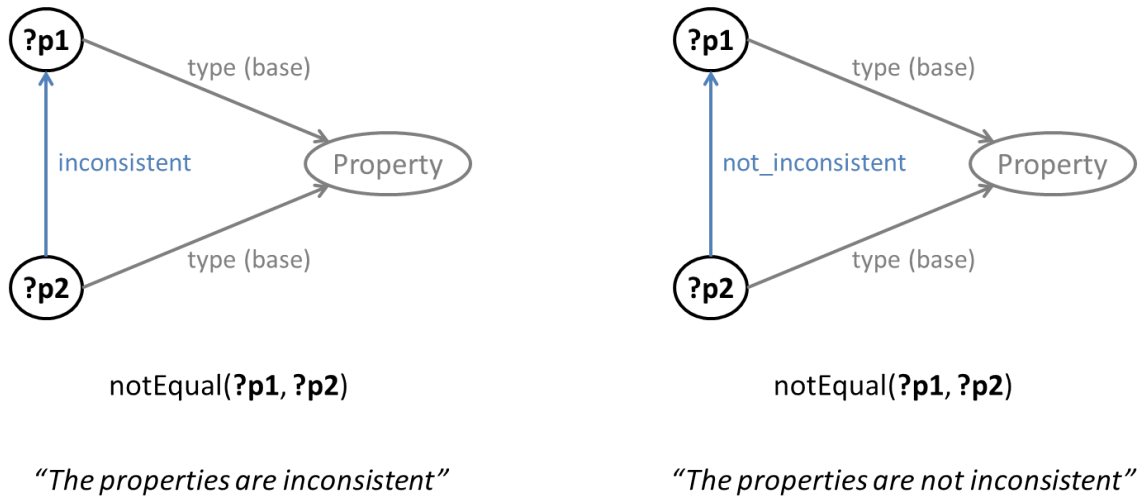 ?p1
type (base)
inconsistent
Property
type (base)
?p2
notEqual(?p1, ?p2)
“The properties are inconsistent”
?p1
type (base)
not_inconsistent
Property
type (base)
?p2
notEqual(?p1, ?p2)
“The properties are not inconsistent”